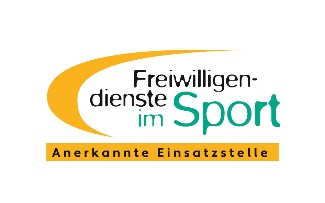 Freiwilligen-
dienste
im Sport
Anerkannte Einsatzstelle